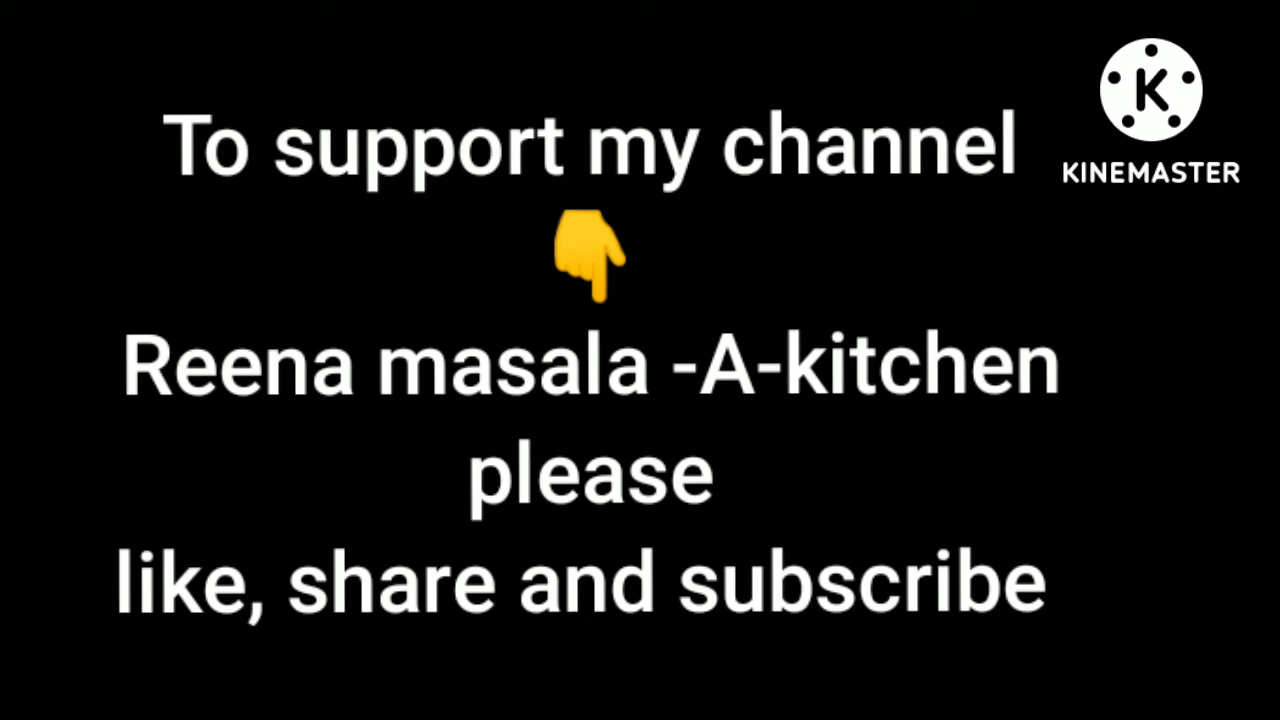 To support my channel
👇
Reena masala -A-kitchen
please
like, share and subscribe
K
KINEMASTER